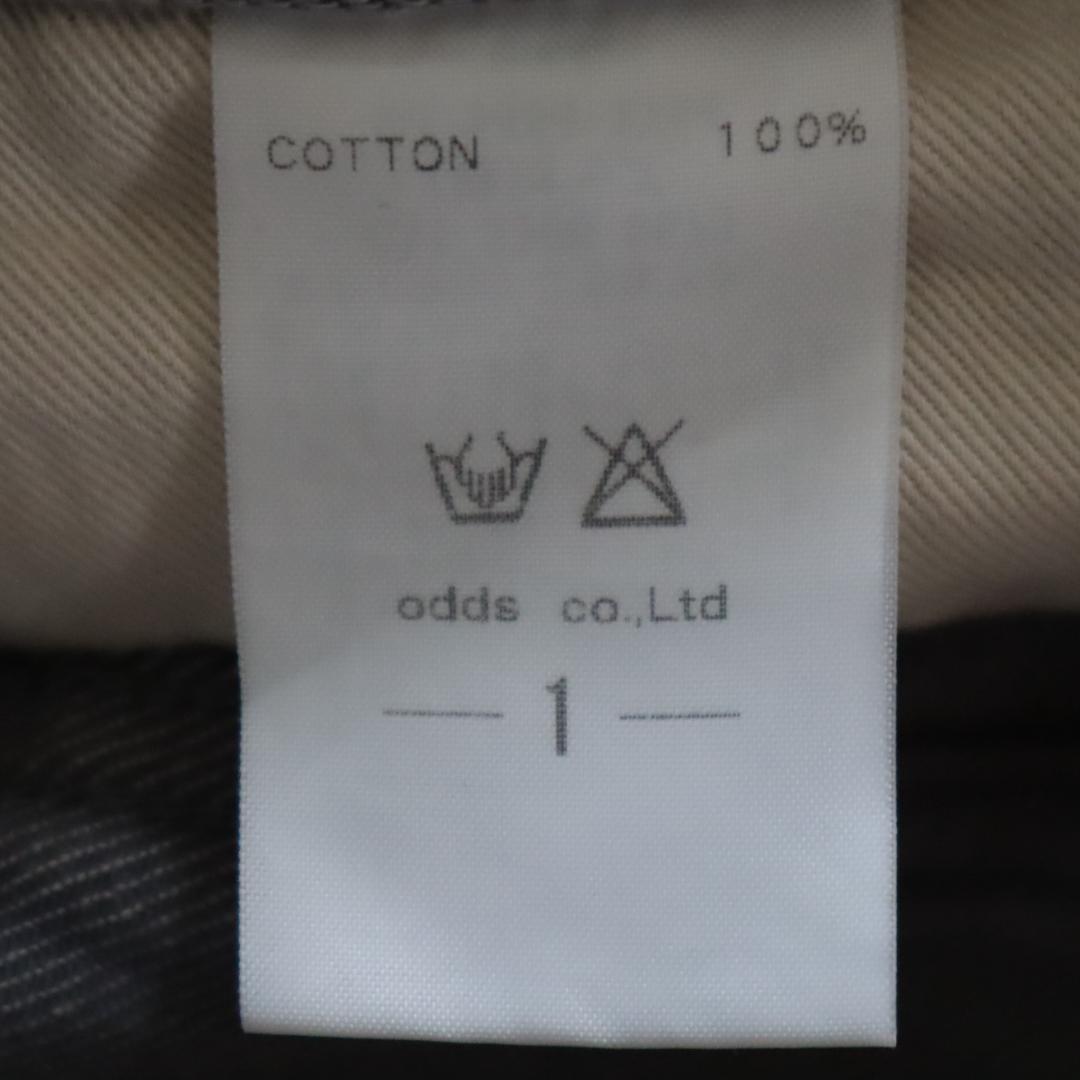 COTTON 100%
odds co.,Ltd
1